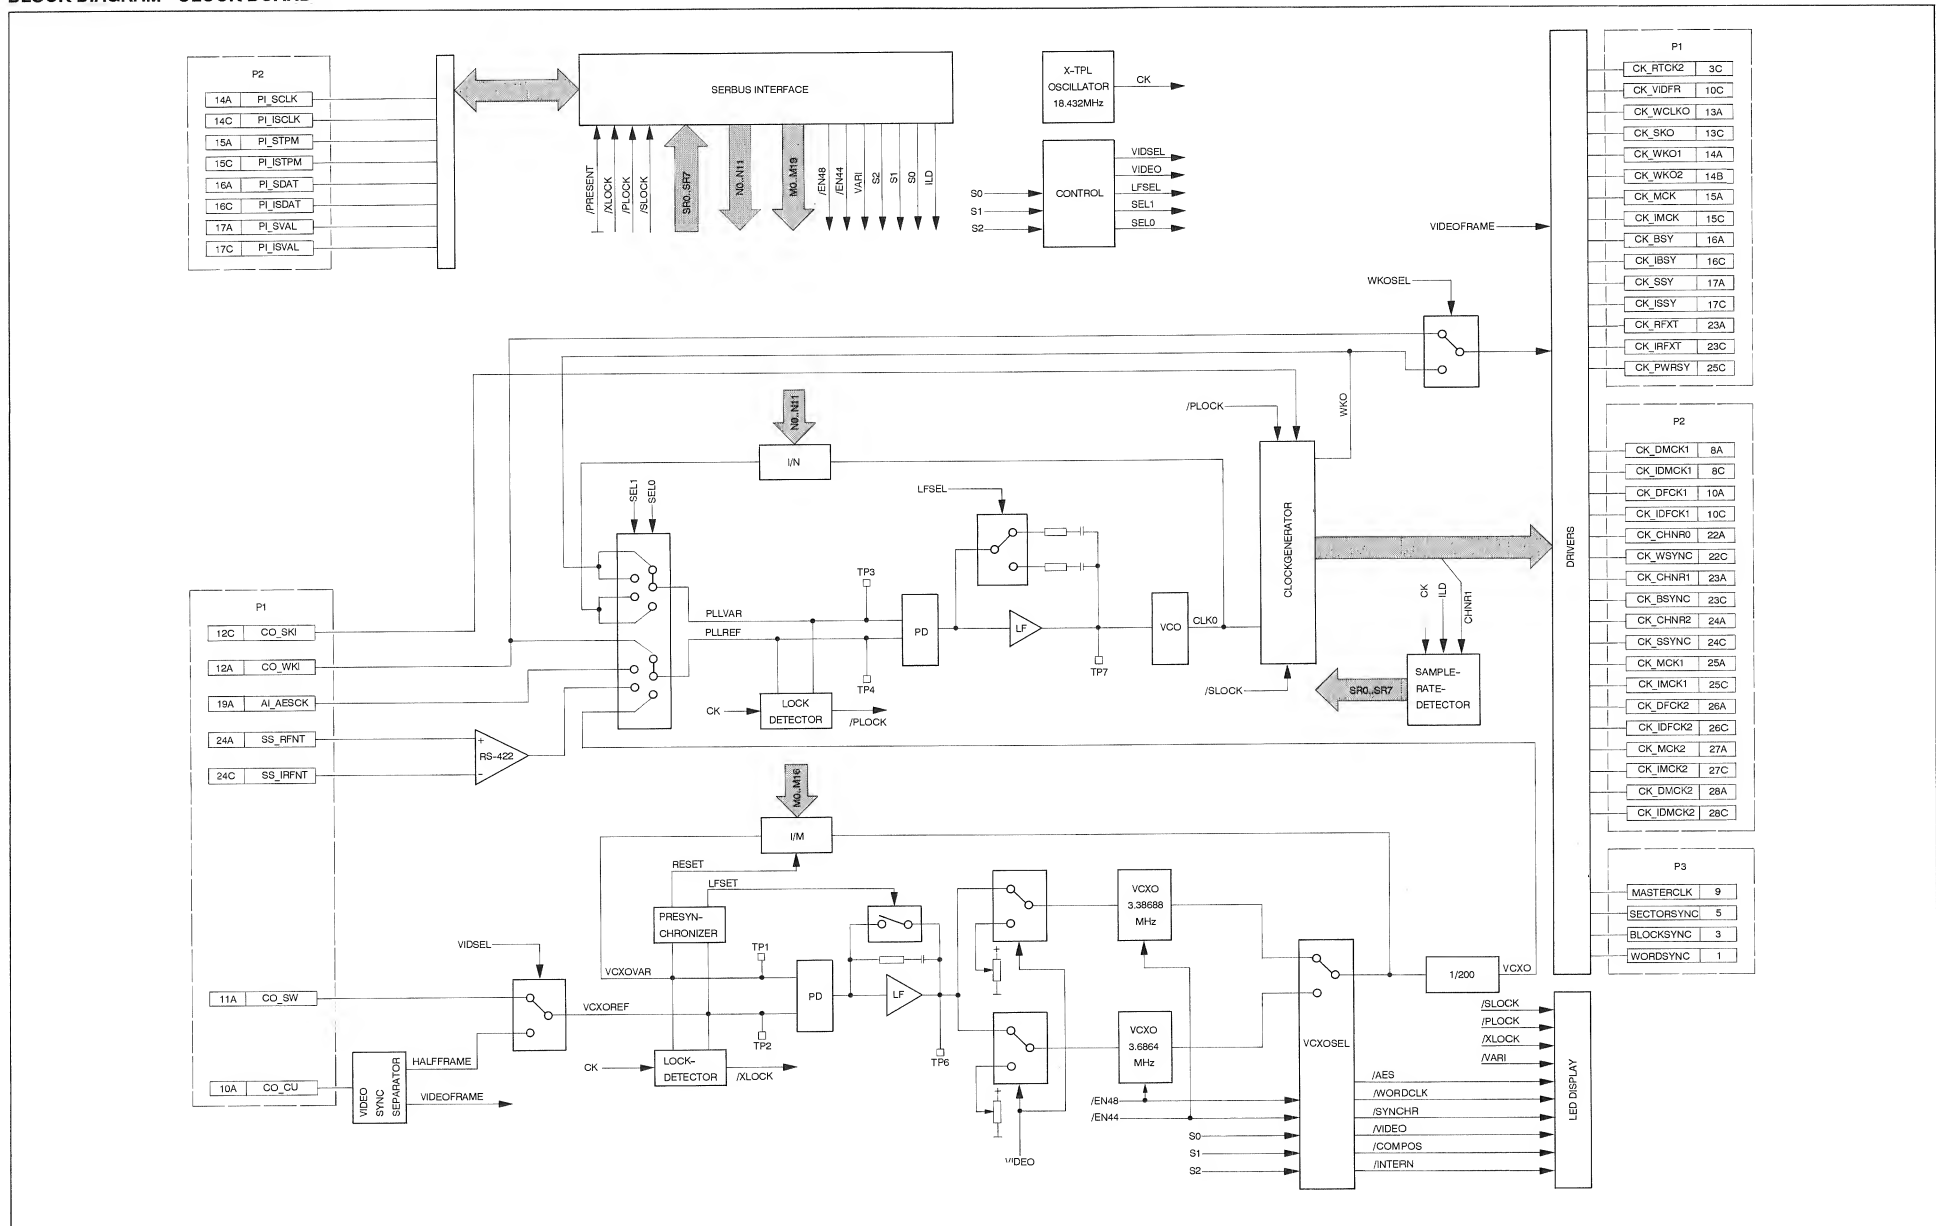 P2
14A PI_SCLK
14C PI_ISCLK
15A PI_STPM
15C PI_ISTPM
16A PI_SDAT
16C PI_ISDAT
17A PI_SVAL
17C PI_ISVAL
SERBUS INTERFACE
/PRESENT
/XLOCK
/PLOCK
/SLOCK
SR0..SR7
N0..N11
M0..M19
/EN48
/EN44
VARI
S2
S1
S0
ILD
X-TPL
OSCILLATOR
18.432MHz
CK
S0
S1
S2
CONTROL
VIDSEL
VIDEO
LFSEL
SEL1
SEL0
VIDEOFRAME
WKOSEL
WKO
DRIVERS
P1
CK_RTCK2 3C
CK_VIDFR 10C
CK_WCLKO 13A
CK_SKO 13C
CK_WKO1 14A
CK_WKO2 14B
CK_MCK 15A
CK_IMCK 15C
CK_BSY 16A
CK_IBSY 16C
CK_SSY 17A
CK_ISSY 17C
CK_RFXT 23A
CK_IRFXT 23C
CK_PWRSY 25C
P2
CK_DMCK1 8A
CK_IDMCK1 8C
CK_DFCK1 10A
CK_IDFCK1 10C
CK_CHNR0 22A
CK_WSYNC 22C
CK_CHNR1 23A
CK_BSYNC 23C
CK_CHNR2 24A
CK_SSYNC 24C
CK_MCK1 25A
CK_IMCK1 25C
CK_DFCK2 26A
CK_IDFCK2 26C
CK_MCK2 27A
CK_IMCK2 27C
CK_DMCK2 28A
CK_IDMCK2 28C
P3
MASTERCLK 9
SECTORSYNC 5
BLOCKSYNC 3
WORDSYNC 1
N0..N11
I/N
/PLOCK
CLOCKGENERATOR
/SLOCK
SEL1
SEL0
LFSEL
TP3
PLLVAR
PLLREF
PD
LF
TP7
VCO
CLK0
TP4
CK
LOCK
DETECTOR
/PLOCK
CK
ILD
CHNR1
SAMPLE-
RATE-
DETECTOR
SR0..SR7
P1
12C CO_SKI
12A CO_WKI
19A AI_AESCK
24A SS_RFNT
24C SS_IRFNT
+
RS-422
-
11A CO_SW
10A CO_CU
VIDEO
SYNC
SEPARATOR
HALFFRAME
VIDEOFRAME
VIDSEL
VCXOREF
VCXOVAR
M0..M16
I/M
RESET
LFSET
PRESYN-
CHRONIZER
TP1
TP2
PD
LF
TP6
CK
LOCK-
DETECTOR
/XLOCK
+
+
VCXO
3.38688
MHz
VCXO
3.6864
MHz
/EN48
/EN44
S0
S1
S2
VCXOSEL
1/200
VCXO
/SLOCK
/PLOCK
/XLOCK
/VARI
/AES
/WORDCLK
/SYNCHR
/VIDEO
/COMPOS
/INTERN
LED DISPLAY